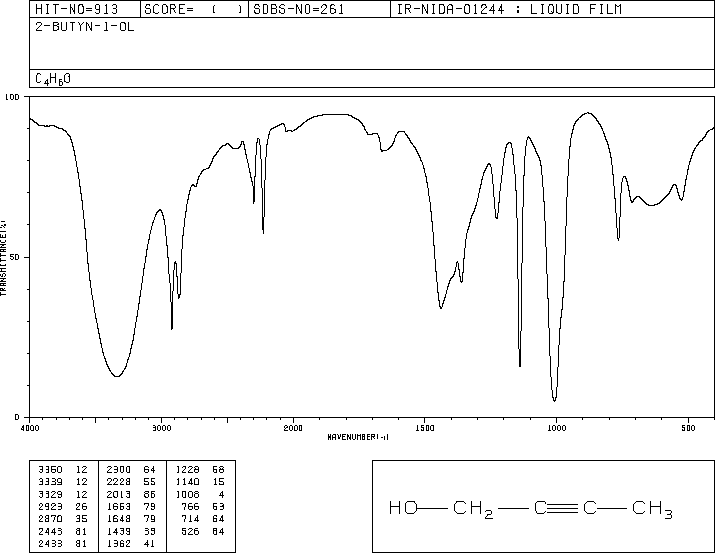 HIT-NO=913 SCORE= ( ) SDBS-NO=261 IR-NIDA-01244 : LIQUID FILM
2-BUTYN-1-OL
C4H6O
100
TRANSMITTANCE(%)
50
0
4000 3000 2000 1500 1000 500
WAVENUMBER(-1)
3350 12 2300 64 1228 58
3339 12 2228 55 1140 15
3329 12 2013 86 1008 4
2923 26 1663 79 766 53
2870 35 1648 79 714 64
2443 81 1439 33 526 64
2433 81 1362 41
HO CH2 C C CH3